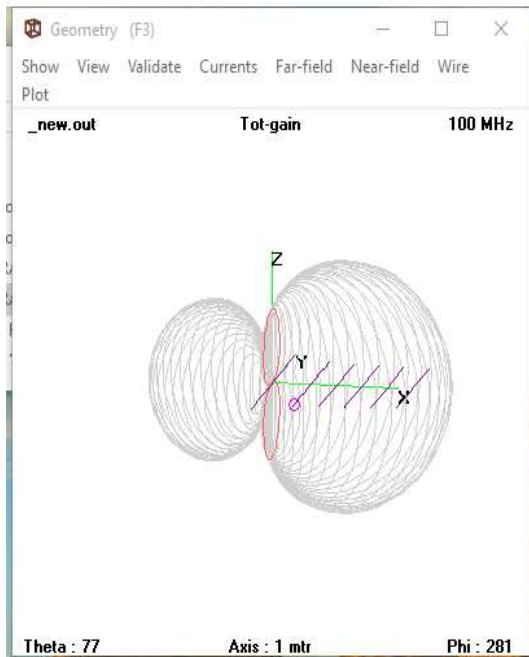 Geometry (F3)
Show View Validate Currents Far-field Near-field Wire
Plot
_new.out Tot-gain 100 MHz
Z
Y
X
Theta : 77 Axis : 1 mtr Phi : 281